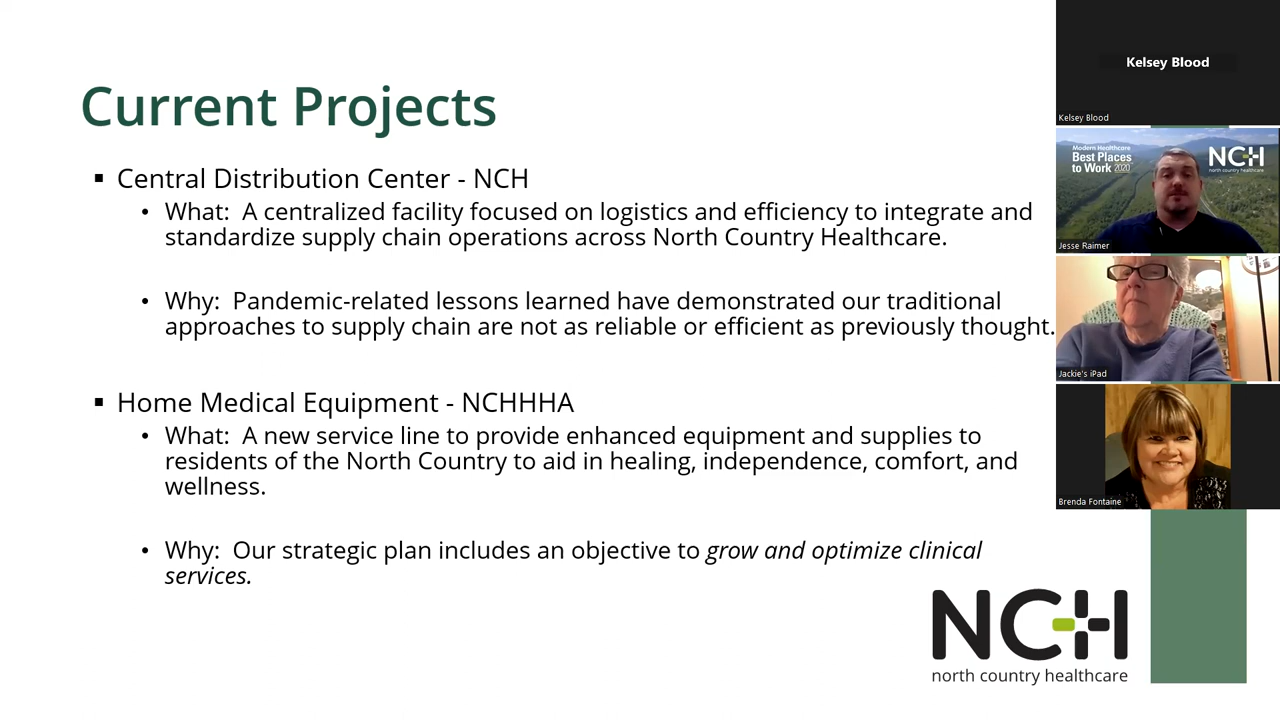 Current Projects
▪ Central Distribution Center - NCH
• What: A centralized facility focused on logistics and efficiency to integrate and
standardize supply chain operations across North Country Healthcare.
• Why: Pandemic-related lessons learned have demonstrated our traditional
approaches to supply chain are not as reliable or efficient as previously thought.
▪ Home Medical Equipment - NCHHHA
• What: A new service line to provide enhanced equipment and supplies to
residents of the North Country to aid in healing, independence, comfort, and
wellness.
• Why: Our strategic plan includes an objective to grow and optimize clinical
services.
NCH
north country healthcare
Kelsey Blood
Kelsey Blood
Modern Healthcare
Best Places
to Work 2020
NCH
north country healthcare
Jesse Raimer
Jackie's iPad
Brenda Fontaine